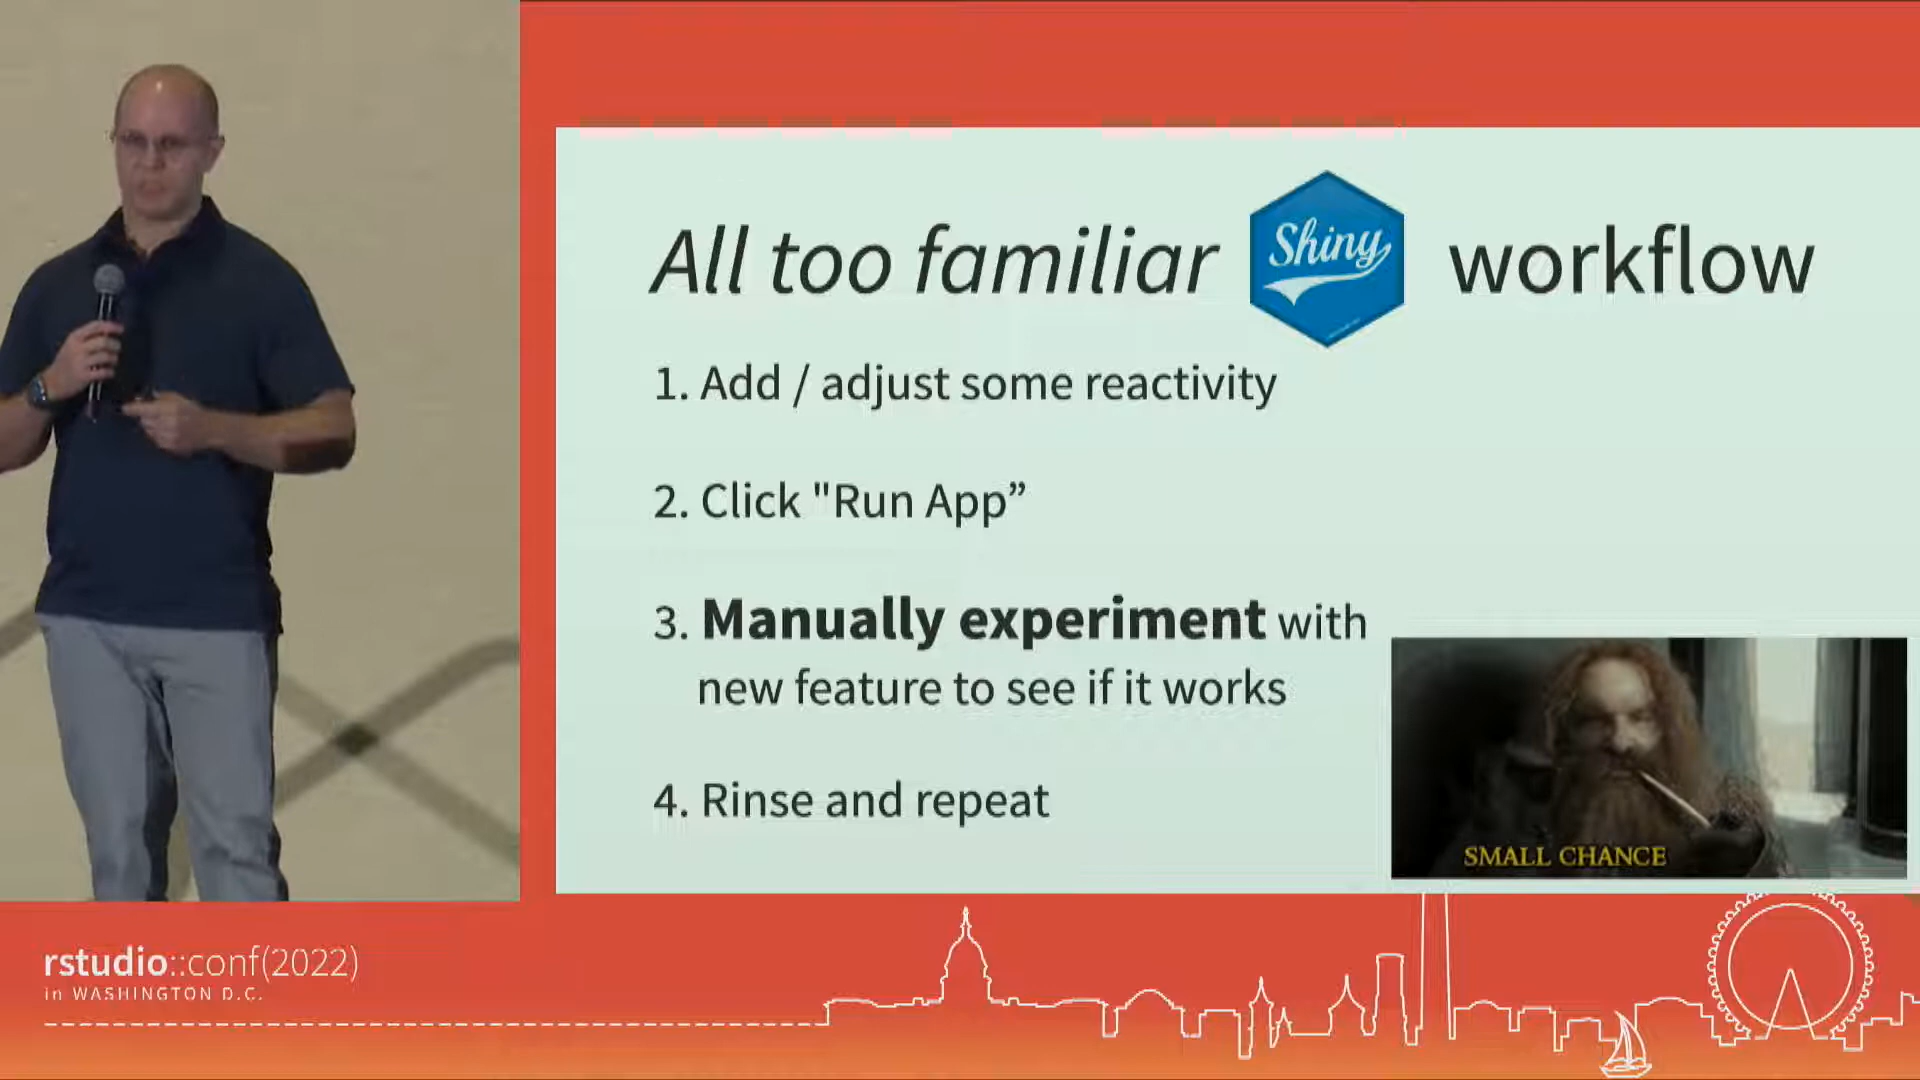 All too familiar Shiny workflow
1. Add / adjust some reactivity
2. Click "Run App”
3. Manually experiment with
new feature to see if it works
4. Rinse and repeat
SMALL CHANCE
rstudio::conf(2022)
in WASHINGTON D.C.